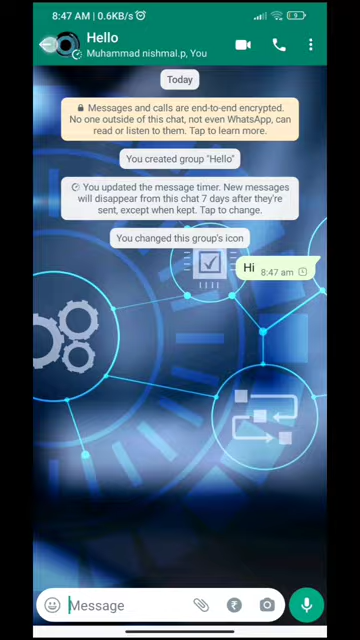 8:47 AM | 0.6KB/s
9
Hello
Muhammad nishmal.p, You
Today
Messages and calls are end-to-end encrypted.
No one outside of this chat, not even WhatsApp, can
read or listen to them. Tap to learn more.
You created group "Hello"
You updated the message timer. New messages
will disappear from this chat 7 days after they're
sent, except when kept. Tap to change.
You changed this group's icon
Hi
8:47 am
Message